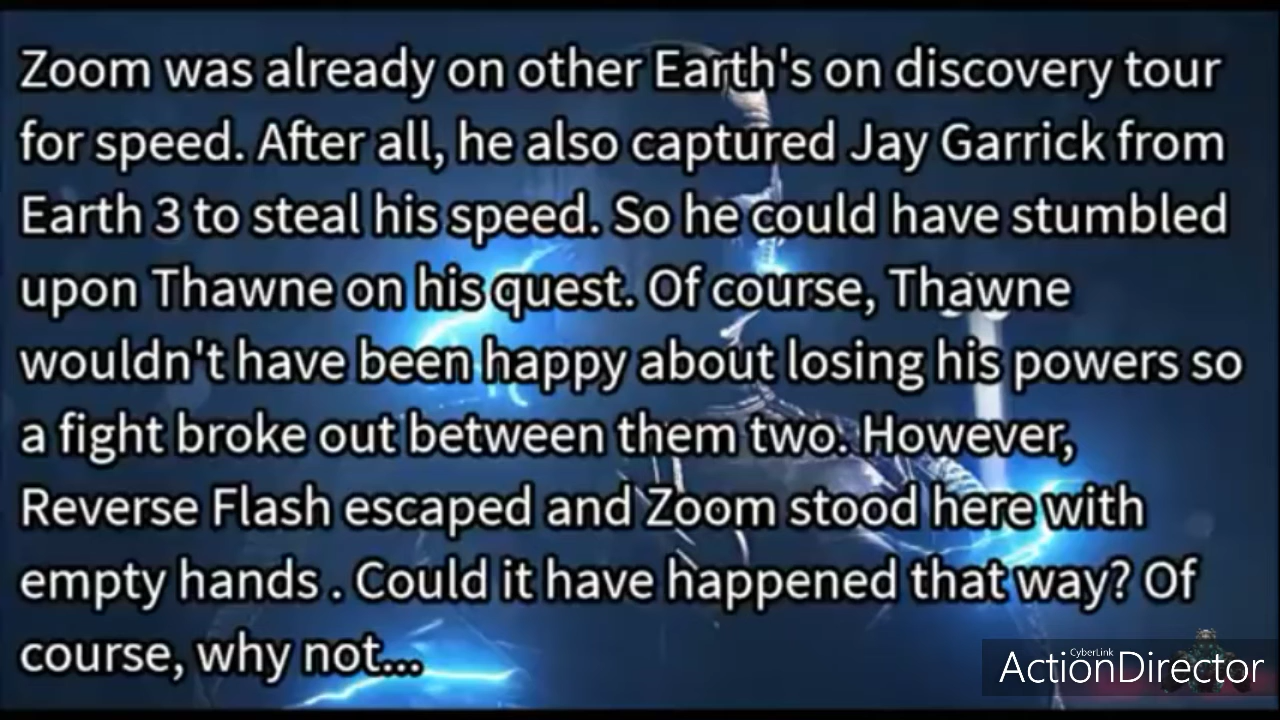 Zoom was already on other Earth's on discovery tour
for speed. After all, he also captured Jay Garrick from
Earth 3 to steal his speed. So he could have stumbled
upon Thawne on his quest. Of course, Thawne
wouldn't have been happy about losing his powers so
a fight broke out between them two. However,
Reverse Flash escaped and Zoom stood here with
empty hands . Could it have happened that way? Of
course, why not...
CyberLink
ActionDirector